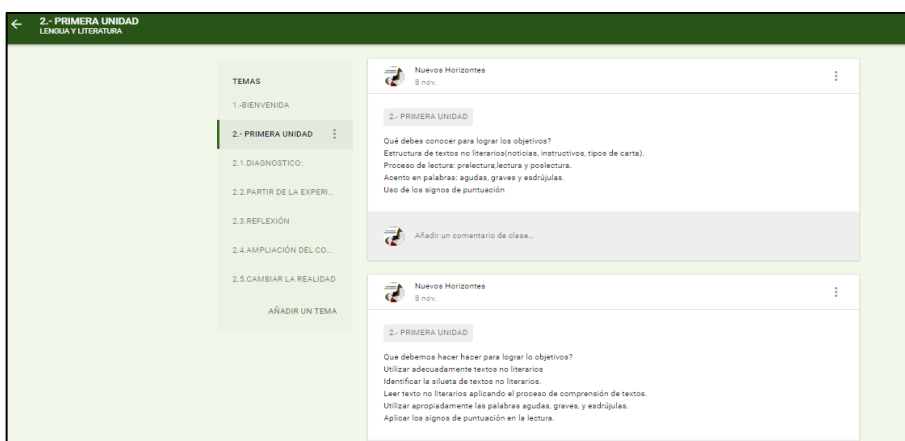 2.- PRIMERA UNIDAD
LENGUA Y LITERATURA
TEMAS
1.-BIENVENIDA
2.- PRIMERA UNIDAD
2.1.DIAGNOSTICO:
2.2.PARTIR DE LA EXPERI...
2.3.REFLEXIÓN
2.4.AMPLIACIÓN DEL CO...
2.5.CAMBIAR LA REALIDAD
AÑADIR UN TEMA
Nuevos Horizontes
8 nov.
2.- PRIMERA UNIDAD
Qué debes conocer para lograr los objetivos?
Estructura de textos no literarios(noticias, instructivos, tipos de carta).
Proceso de lectura: prelectura,lectura y poslectura.
Acento en palabras: agudas, graves y esdrújulas.
Uso de los signos de puntuación
Añadir un comentario de clase...
Nuevos Horizontes
8 nov.
2.- PRIMERA UNIDAD
Que debemos hacer hacer para lograr lo objetivos?
Utilizar adecuadamente textos no literarios
Identificar la silueta de textos no literarios.
Leer texto no literarios aplicando el proceso de comprensión de textos.
Utilizar apropiadamente las palabras agudas, graves, y esdrújulas.
Aplicar los signos de puntuación en la lectura.